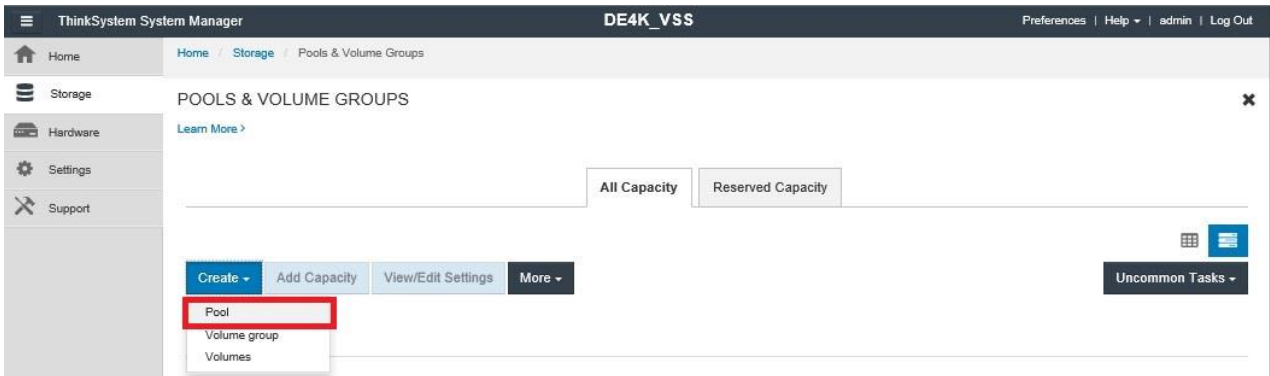 ThinkSystem System Manager DE4K_VSS Preferences | Help | admin | Log Out
Home Home / Storage / Pools & Volume Groups
Storage POOLS & VOLUME GROUPS
Hardware Learn More >
Settings
All Capacity Reserved Capacity
Support
Create Add Capacity View/Edit Settings More Uncommon Tasks
Pool
Volume group
Volumes